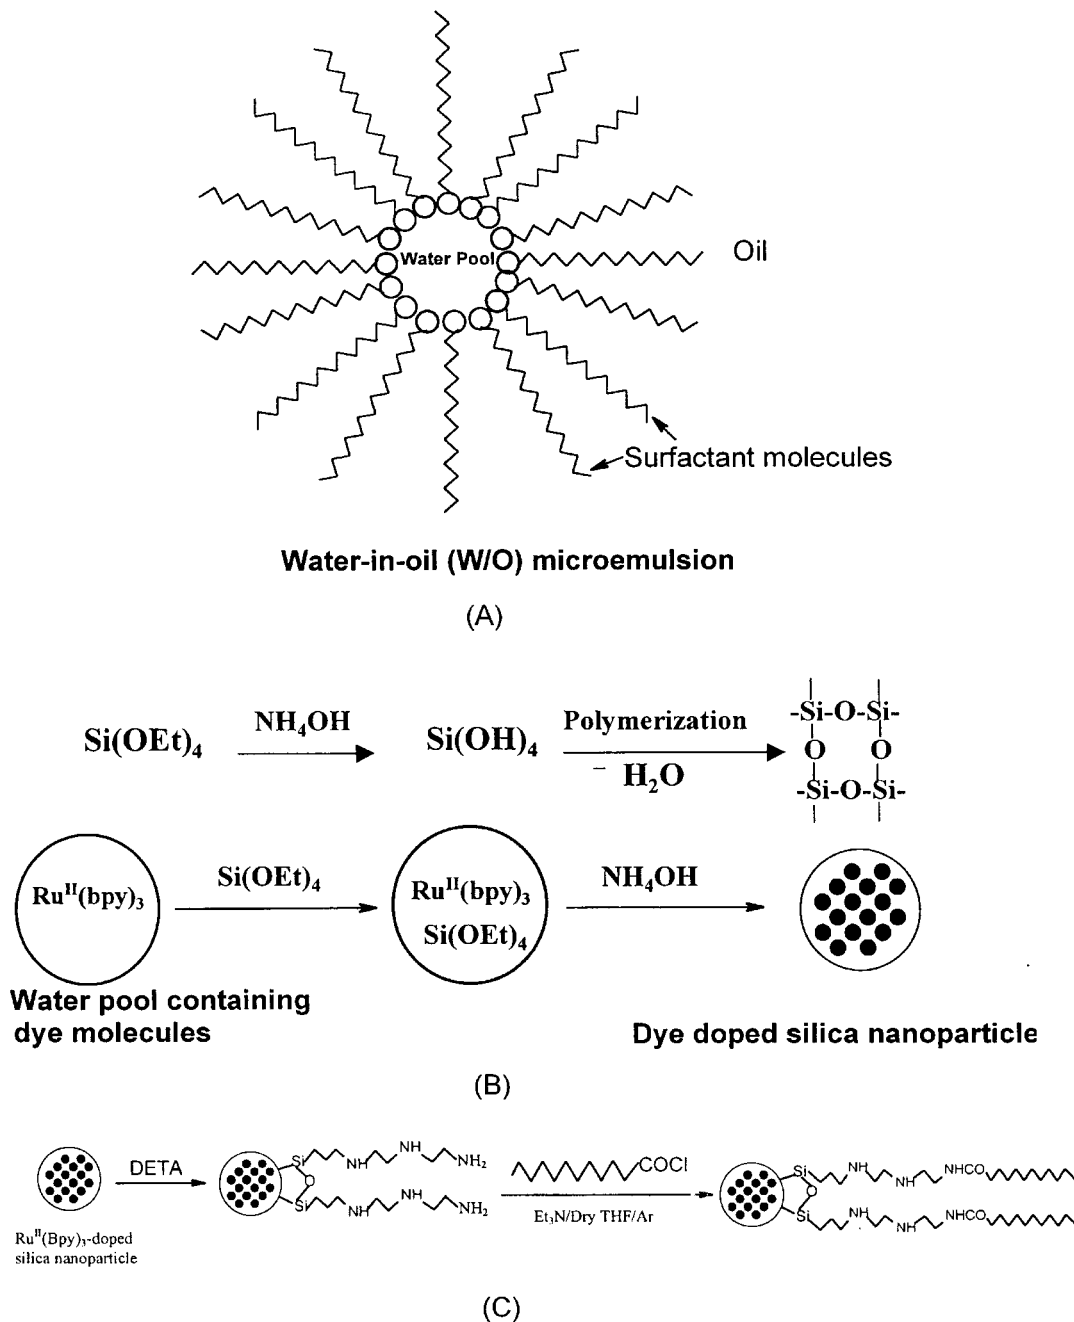 Water Pool
Oil
Surfactant molecules
Water-in-oil (W/O) microemulsion
(A)
Si(OEt)₄
NH₄OH
Si(OH)₄
Polymerization
− H₂O
-Si-O-Si-
O O
-Si-O-Si-
Ruᴵᴵ(bpy)₃
Si(OEt)₄
Ruᴵᴵ(bpy)₃
Si(OEt)₄
NH₄OH
Water pool containing
dye molecules
Dye doped silica nanoparticle
(B)
DETA
Si NH NH NH₂
O
Si NH NH NH₂
COCl
Et₃N/Dry THF/Ar
Si NH NH NHCO
O
Si NH NH NHCO
Ruᴵᴵ(Bpy)₃-doped
silica nanoparticle
(C)